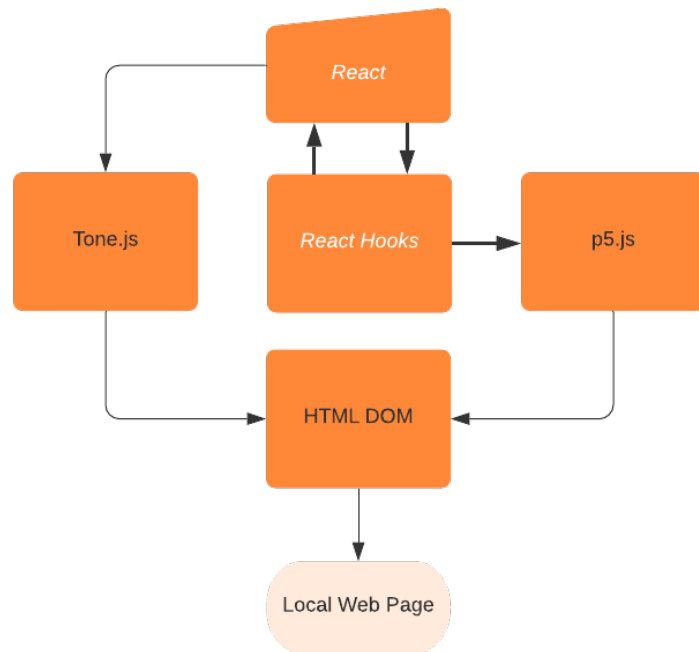 React
Tone.js
React Hooks
p5.js
HTML DOM
Local Web Page